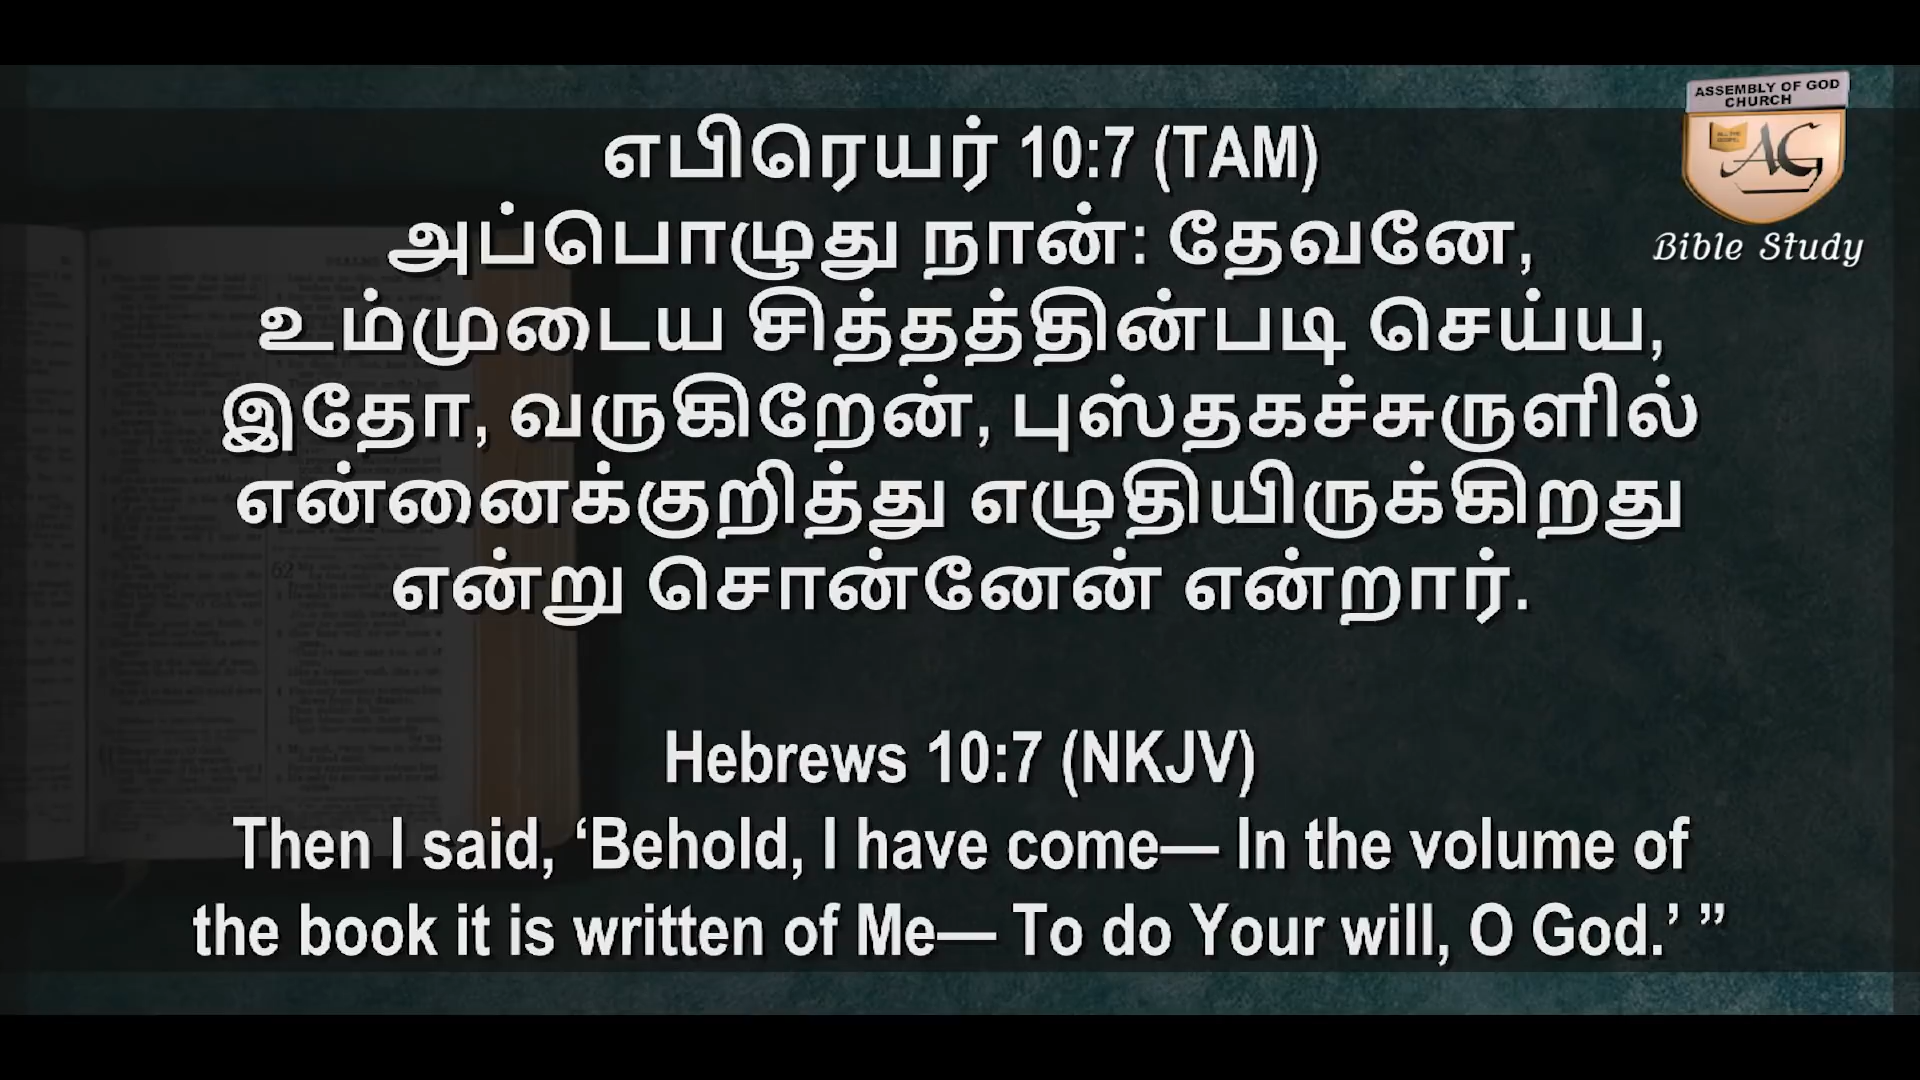 எபிரெயர் 10:7 (TAM)
அப்பொழுது நான்: தேவனே,
உம்முடைய சித்தத்தின்படி செய்ய,
இதோ, வருகிறேன், புஸ்தகச்சுருளில்
என்னைக்குறித்து எழுதியிருக்கிறது
என்று சொன்னேன் என்றார்.
Hebrews 10:7 (NKJV)
Then I said, ‘Behold, I have come— In the volume of
the book it is written of Me— To do Your will, O God.’ ”
ASSEMBLY OF GOD
CHURCH
AG
Bible Study